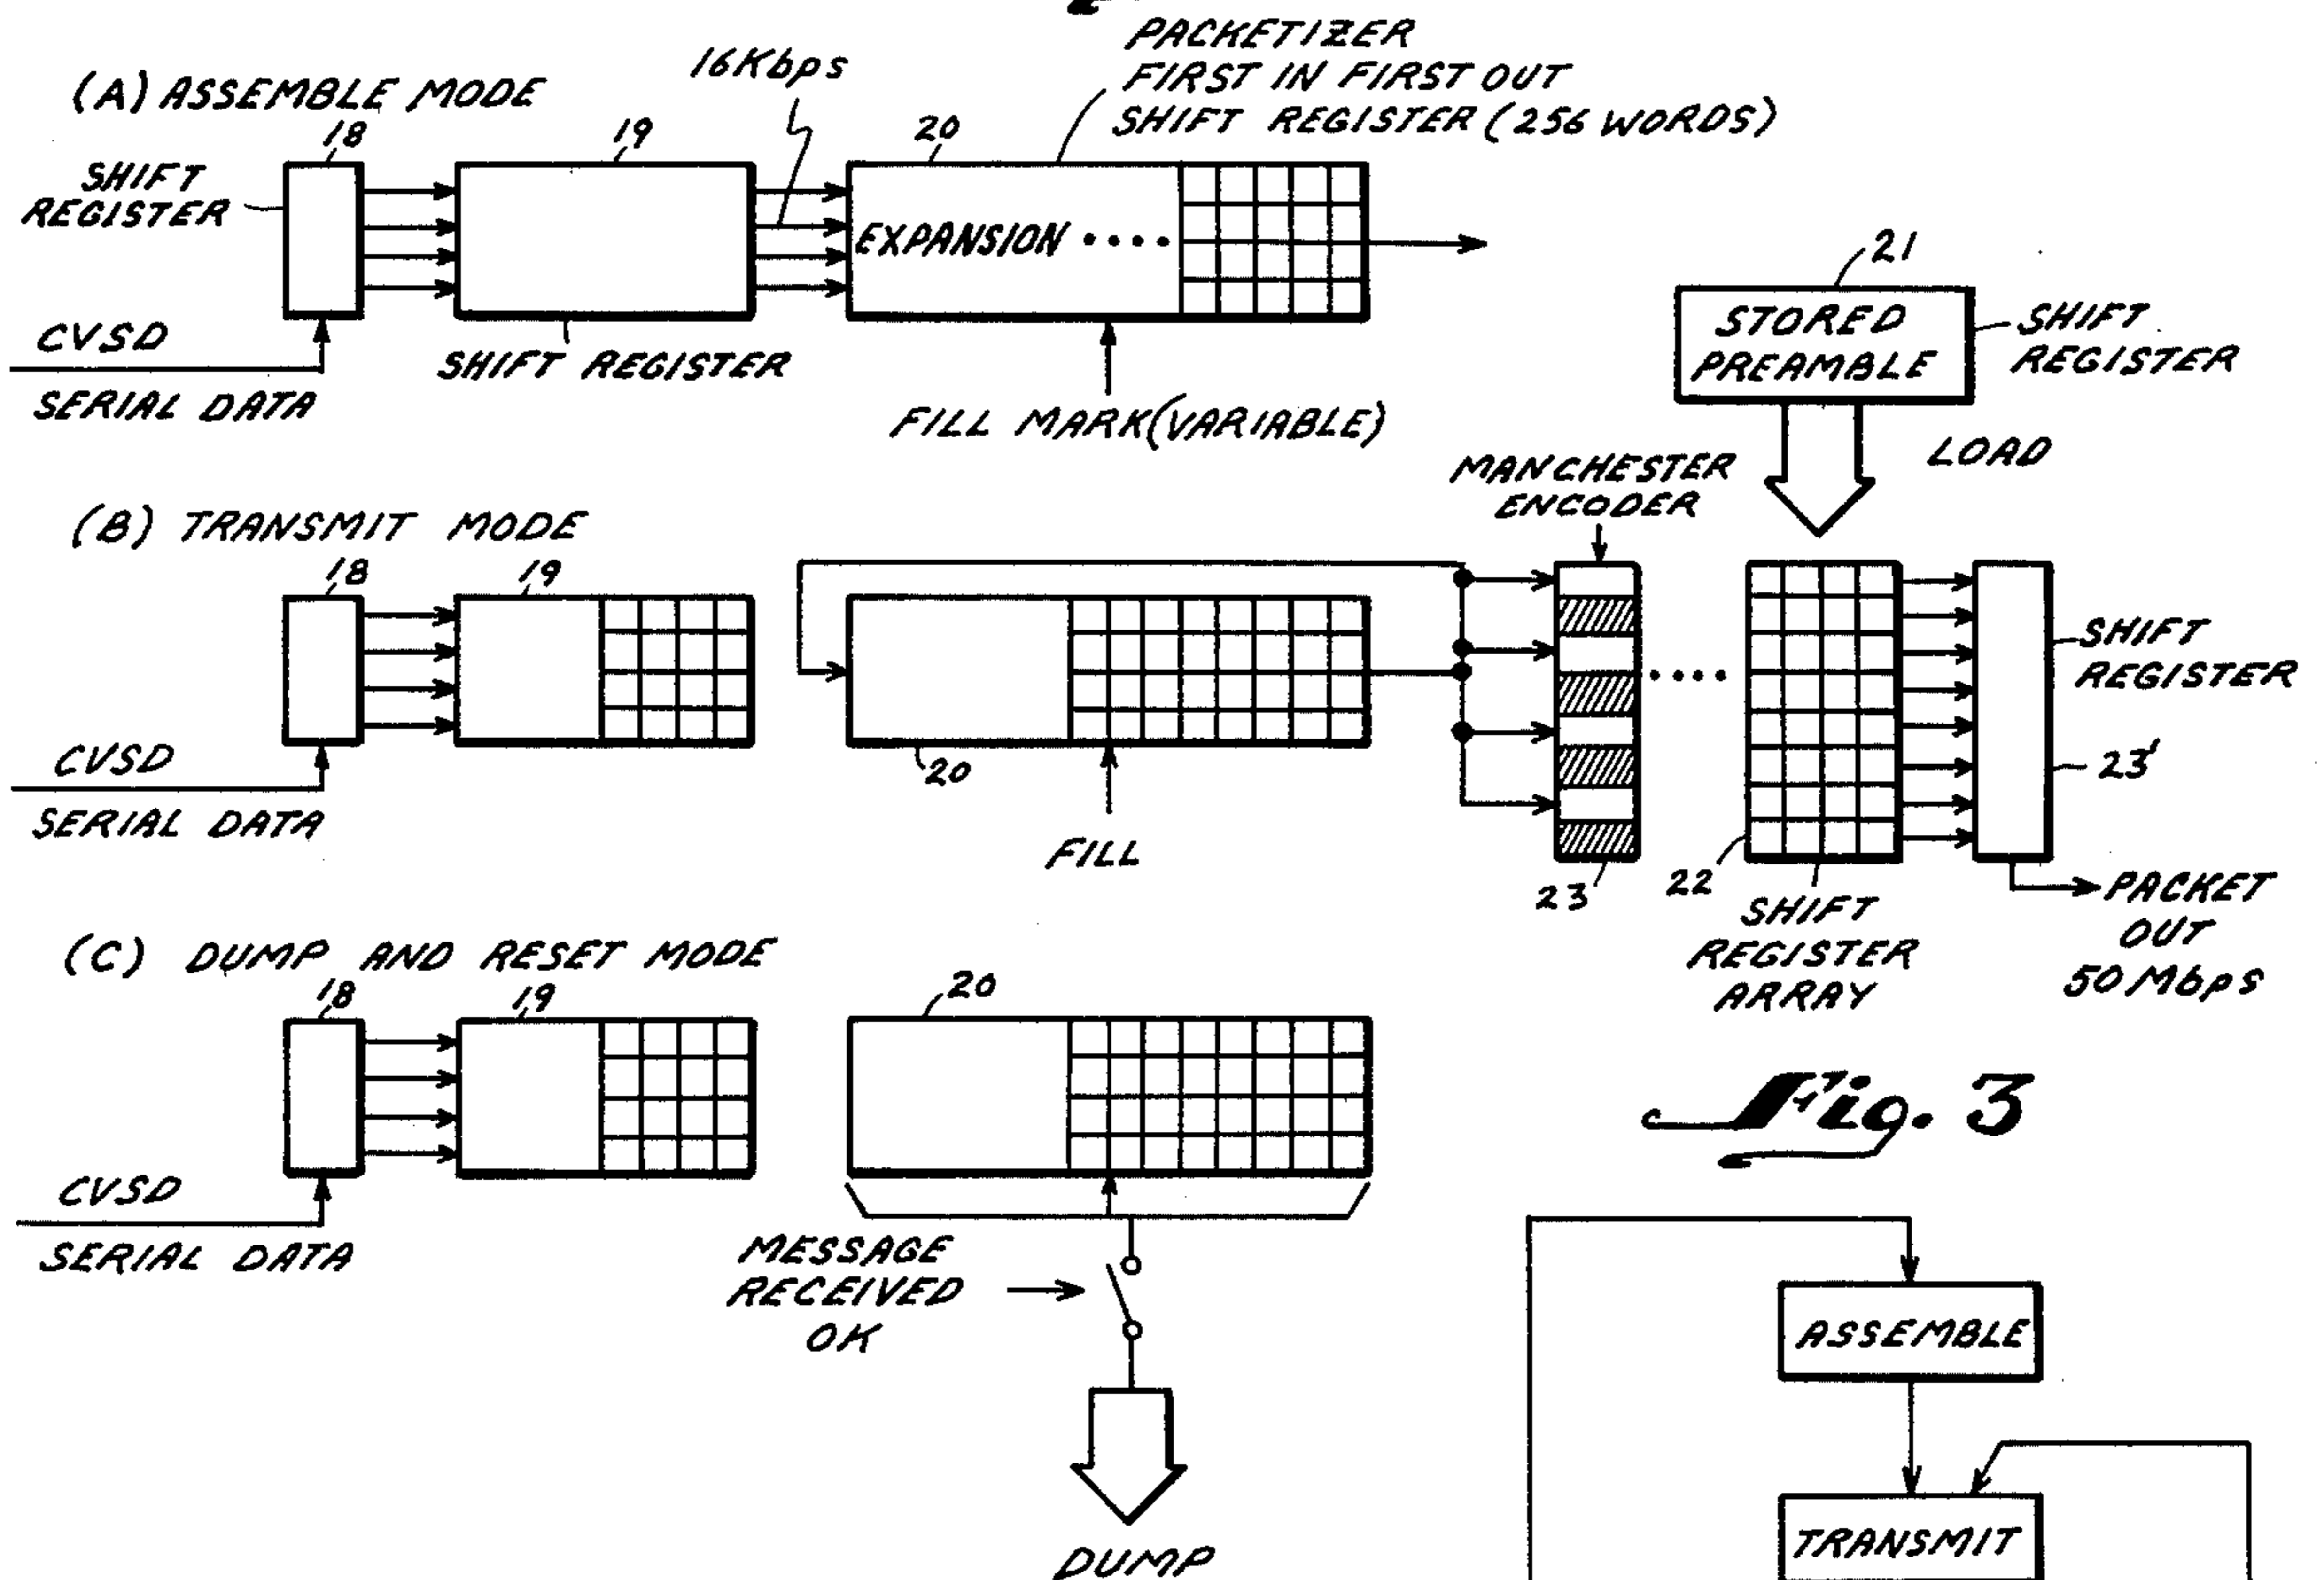 PACKETIZER
FIRST IN FIRST OUT
SHIFT REGISTER (256 WORDS)
16Kbps
(A) ASSEMBLE MODE
18
19
20
SHIFT
REGISTER
EXPANSION ••••
CVSD
SERIAL DATA
SHIFT REGISTER
FILL MARK (VARIABLE)
21
STORED
PREAMBLE
SHIFT
REGISTER
LOAD
MANCHESTER
ENCODER
(B) TRANSMIT MODE
18
19
20
CVSD
SERIAL DATA
FILL
23
22
SHIFT
REGISTER
ARRAY
SHIFT
REGISTER
23'
PACKET
OUT
50 Mbps
(C) DUMP AND RESET MODE
18
19
20
CVSD
SERIAL DATA
MESSAGE
RECEIVED
OK
DUMP
Fig. 3
ASSEMBLE
TRANSMIT